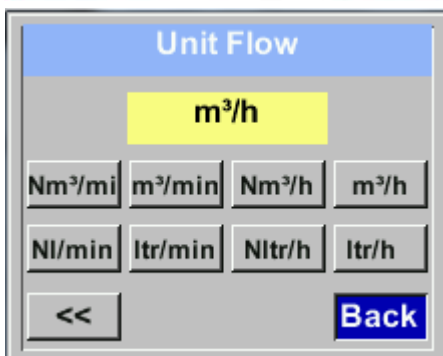 Unit Flow
m³/h
Nm³/mi m³/min Nm³/h m³/h
Nl/min ltr/min Nltr/h ltr/h
<< Back